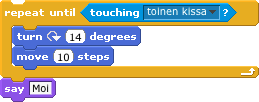 repeat until touching toinen kissa ?
turn 14 degrees
move 10 steps
say Moi